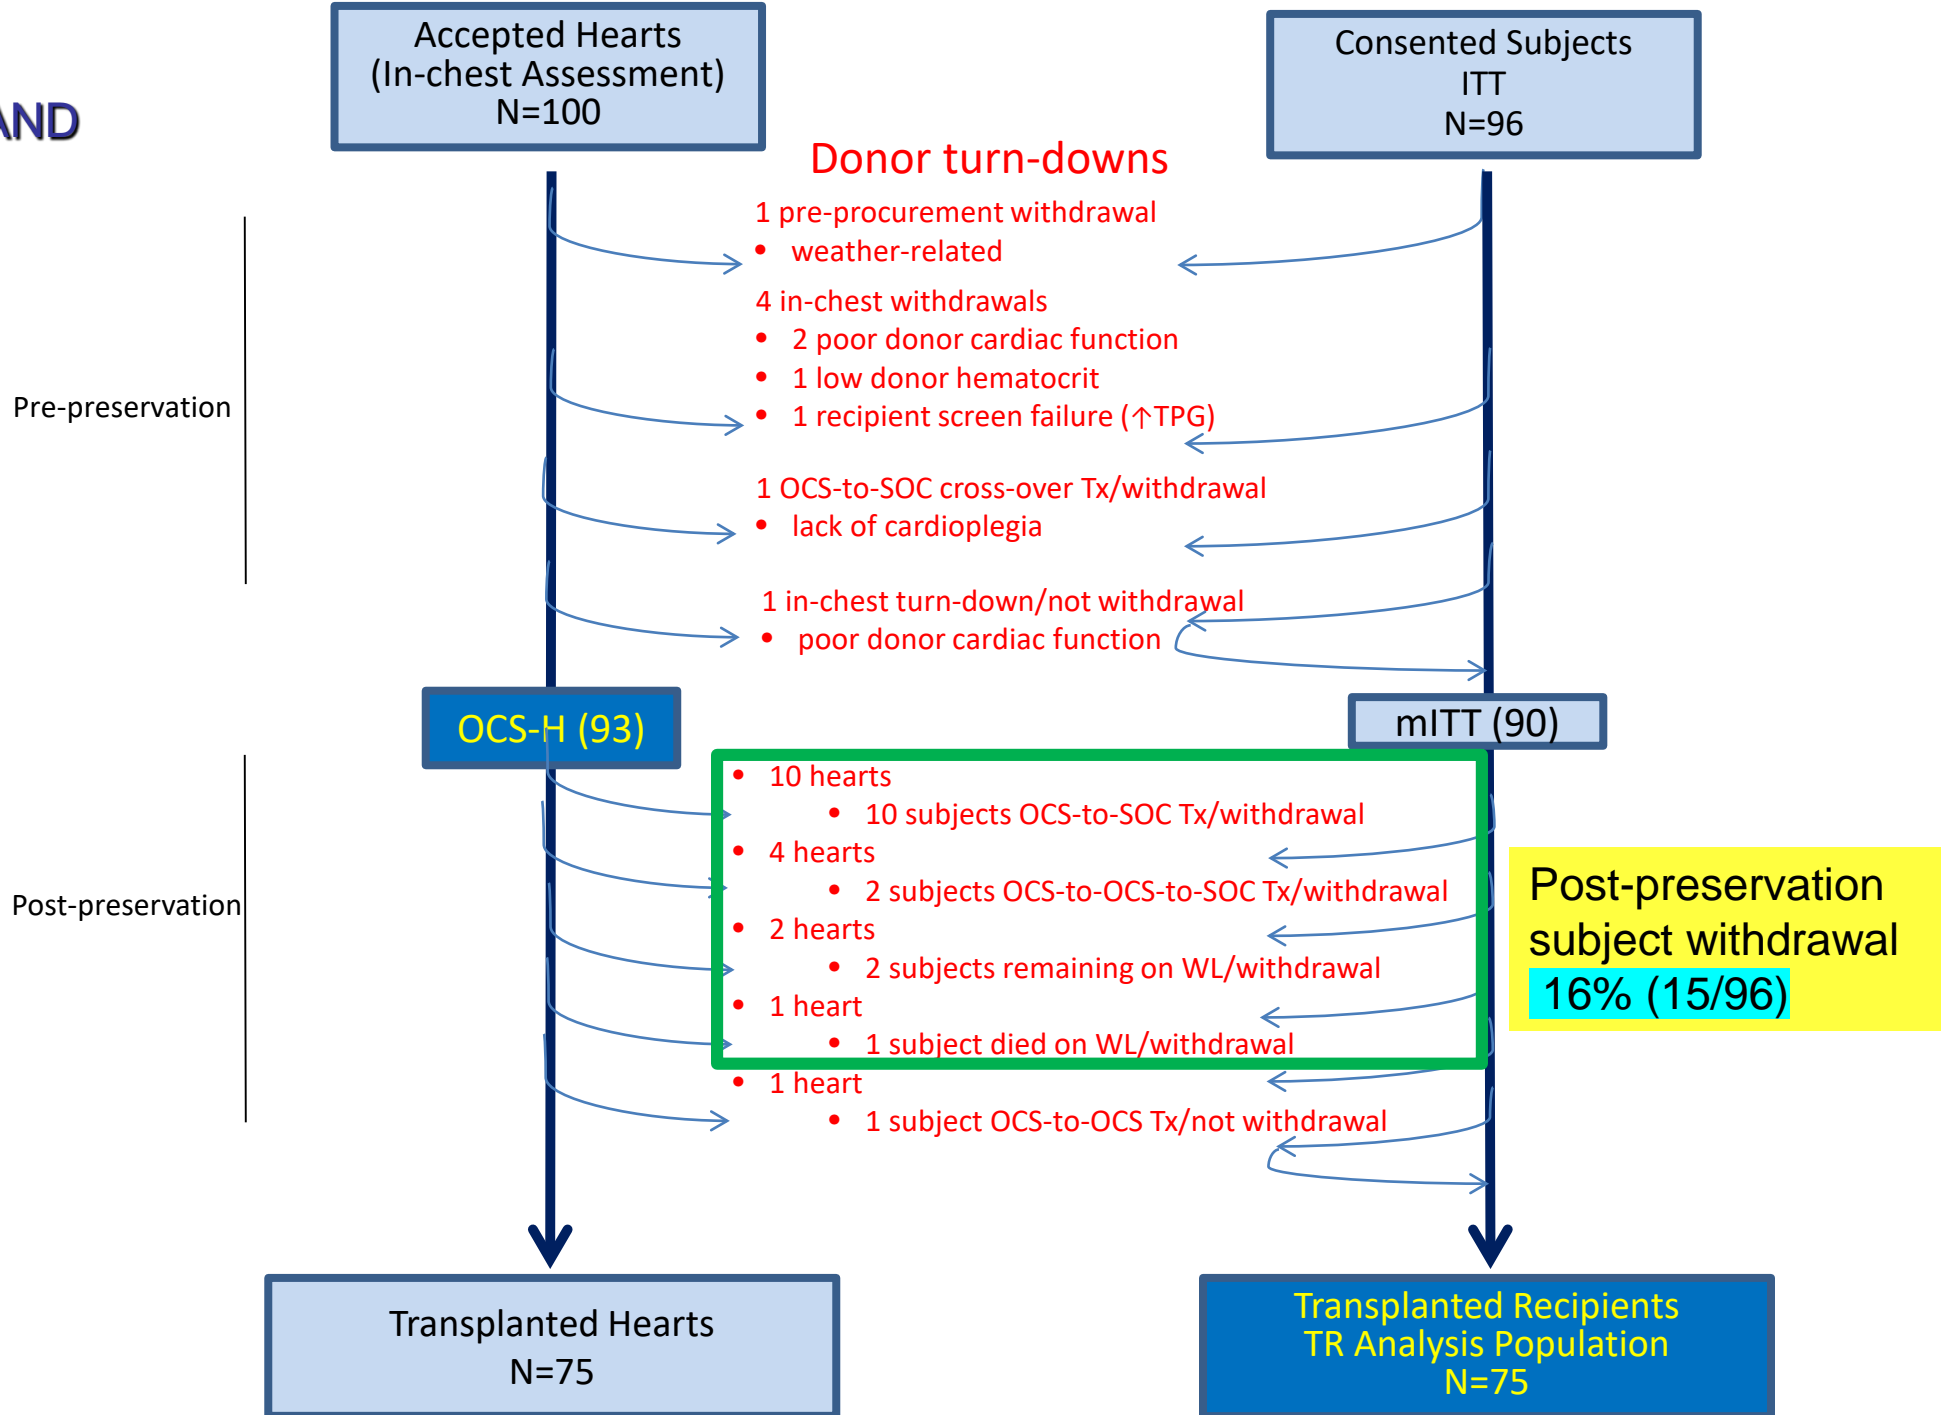 AND
Accepted Hearts
(In-chest Assessment)
N=100
Consented Subjects
ITT
N=96
Donor turn-downs
1 pre-procurement withdrawal
• weather-related
4 in-chest withdrawals
• 2 poor donor cardiac function
• 1 low donor hematocrit
• 1 recipient screen failure (↑TPG)
Pre-preservation
1 OCS-to-SOC cross-over Tx/withdrawal
• lack of cardioplegia
1 in-chest turn-down/not withdrawal
• poor donor cardiac function
OCS-H (93)
mITT (90)
• 10 hearts
• 10 subjects OCS-to-SOC Tx/withdrawal
• 4 hearts
• 2 subjects OCS-to-OCS-to-SOC Tx/withdrawal
• 2 hearts
• 2 subjects remaining on WL/withdrawal
• 1 heart
• 1 subject died on WL/withdrawal
• 1 heart
• 1 subject OCS-to-OCS Tx/not withdrawal
Post-preservation
Post-preservation
subject withdrawal
16% (15/96)
Transplanted Hearts
N=75
Transplanted Recipients
TR Analysis Population
N=75